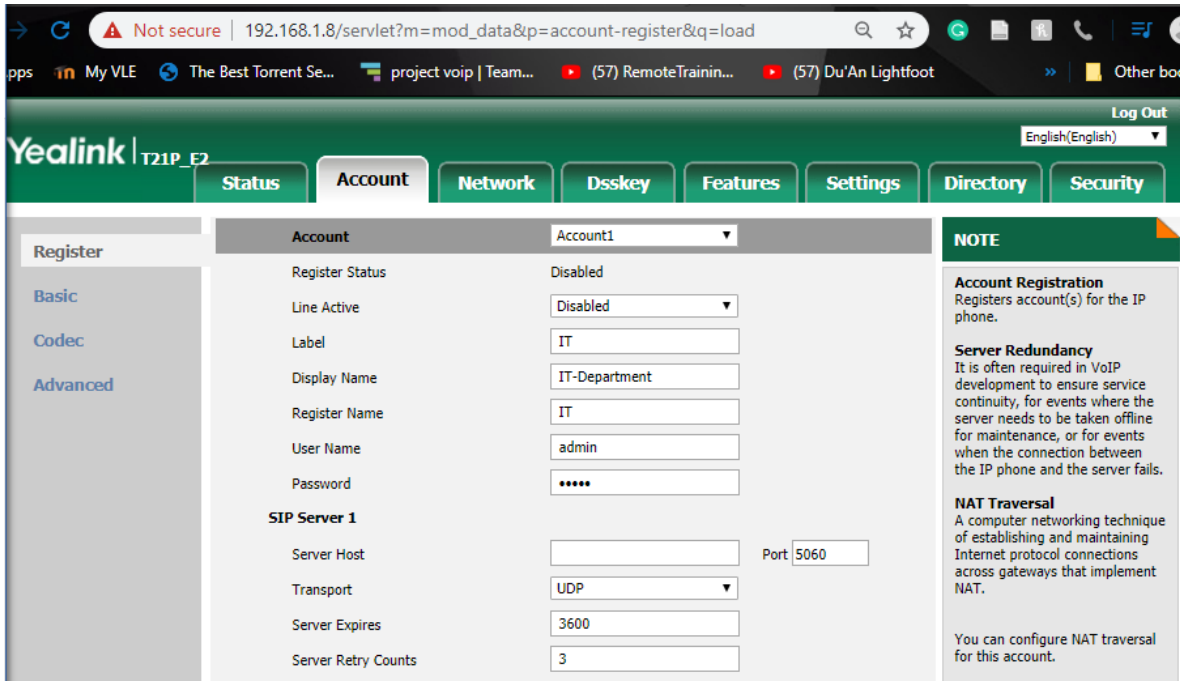 Not secure | 192.168.1.8/servlet?m=mod_data&p=account-register&q=load
pps My VLE The Best Torrent Se... project voip | Team... (57) RemoteTrainin... (57) Du'An Lightfoot » Other boo
Log Out
English(English)
Yealink | T21P_E2
Status Account Network Dsskey Features Settings Directory Security
Register
Basic
Codec
Advanced
Account Account1
Register Status Disabled
Line Active Disabled
Label IT
Display Name IT-Department
Register Name IT
User Name admin
Password •••••
SIP Server 1
Server Host Port 5060
Transport UDP
Server Expires 3600
Server Retry Counts 3
NOTE
Account Registration
Registers account(s) for the IP
phone.
Server Redundancy
It is often required in VoIP
development to ensure service
continuity, for events where the
server needs to be taken offline
for maintenance, or for events
when the connection between
the IP phone and the server fails.
NAT Traversal
A computer networking technique
of establishing and maintaining
Internet protocol connections
across gateways that implement
NAT.
You can configure NAT traversal
for this account.